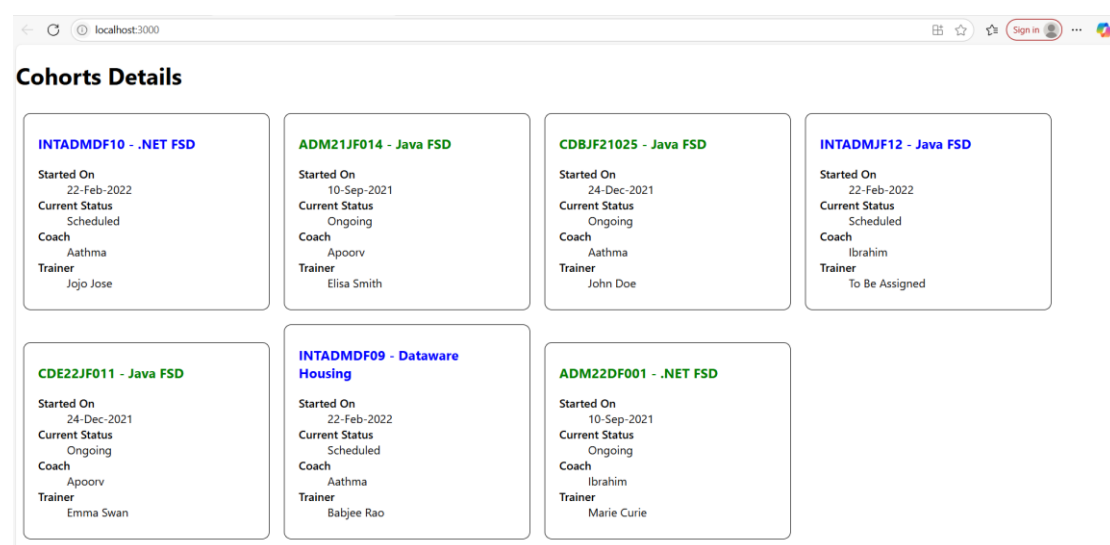 localhost:3000
Sign in
Cohorts Details
INTADMDF10 - .NET FSD
Started On
22-Feb-2022
Current Status
Scheduled
Coach
Aathma
Trainer
Jojo Jose
ADM21JF014 - Java FSD
Started On
10-Sep-2021
Current Status
Ongoing
Coach
Apoorv
Trainer
Elisa Smith
CDBJF21025 - Java FSD
Started On
24-Dec-2021
Current Status
Ongoing
Coach
Aathma
Trainer
John Doe
INTADMJF12 - Java FSD
Started On
22-Feb-2022
Current Status
Scheduled
Coach
Ibrahim
Trainer
To Be Assigned
CDE22JF011 - Java FSD
Started On
24-Dec-2021
Current Status
Ongoing
Coach
Apoorv
Trainer
Emma Swan
INTADMDF09 - Dataware
Housing
Started On
22-Feb-2022
Current Status
Scheduled
Coach
Aathma
Trainer
Babjee Rao
ADM22DF001 - .NET FSD
Started On
10-Sep-2021
Current Status
Ongoing
Coach
Ibrahim
Trainer
Marie Curie